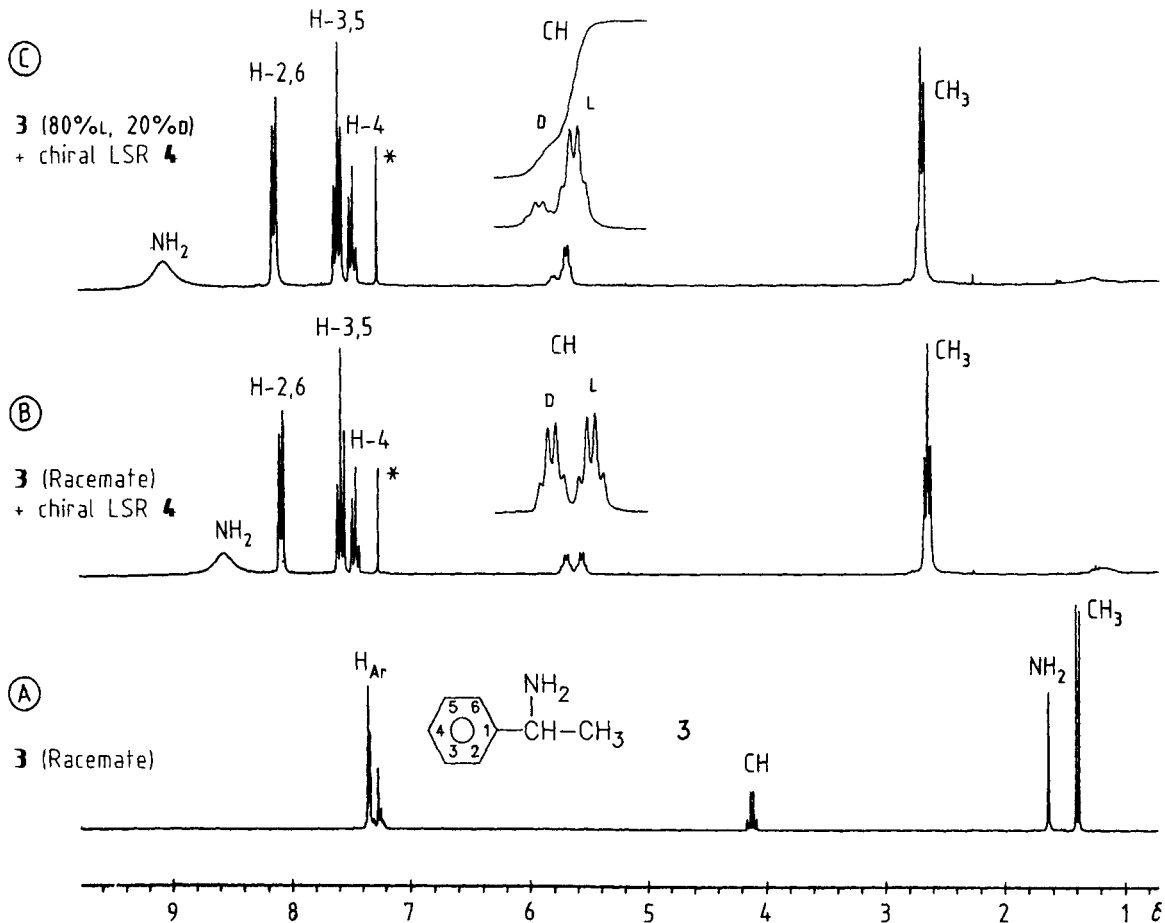 C
3 (80%L, 20%D)
+ chiral LSR 4
NH2
H-2,6
H-3,5
H-4
*
CH
D
L
CH3
B
3 (Racemate)
+ chiral LSR 4
NH2
H-2,6
H-3,5
H-4
*
CH
D
L
CH3
A
3 (Racemate)
HAr
NH2
5 6
4 1 CH-CH3
3 2
3
CH
NH2
CH3
9 8 7 6 5 4 3 2 1 δ